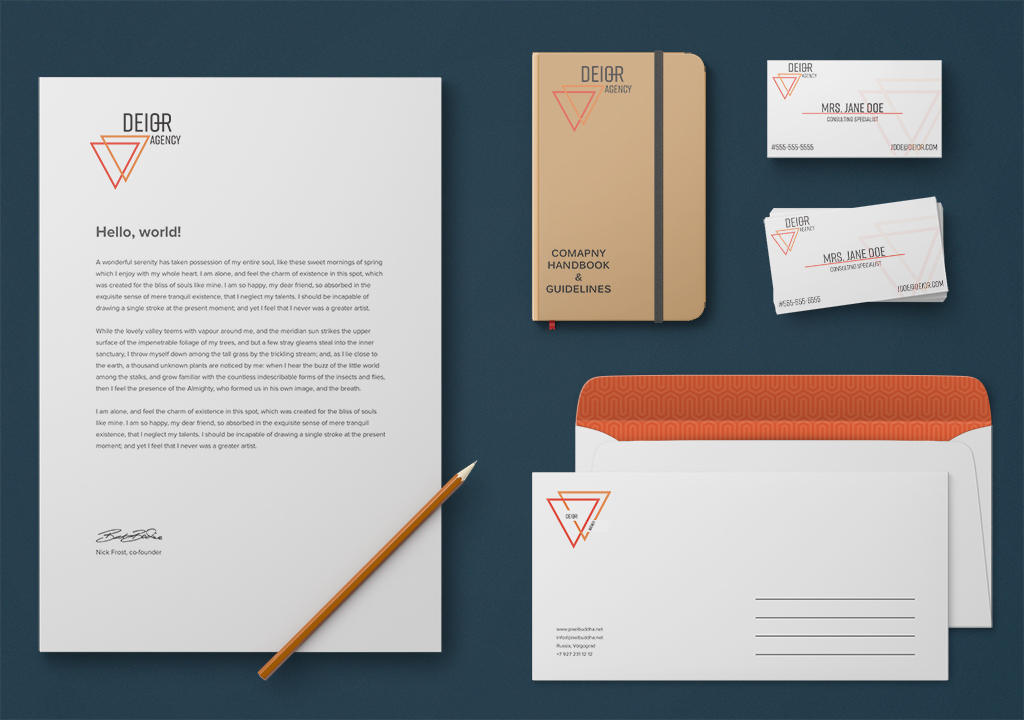 DEIOR
AGENCY
Hello, world!
A wonderful serenity has taken possession of my entire soul, like these sweet mornings of spring
which I enjoy with my whole heart. I am alone, and feel the charm of existence in this spot, which
was created for the bliss of souls like mine. I am so happy, my dear friend, so absorbed in the
exquisite sense of mere tranquil existence, that I neglect my talents. I should be incapable of
drawing a single stroke at the present moment; and yet I feel that I never was a greater artist.
While the lovely valley teems with vapour around me, and the meridian sun strikes the upper
surface of the impenetrable foliage of my trees, and but a few stray gleams steal into the inner
sanctuary, I throw myself down among the tall grass by the trickling stream; and, as I lie close to
the earth, a thousand unknown plants are noticed by me: when I hear the buzz of the little world
among the stalks, and grow familiar with the countless indescribable forms of the insects and flies,
then I feel the presence of the Almighty, who formed us in his own image, and the breath.
I am alone, and feel the charm of existence in this spot, which was created for the bliss of souls
like mine. I am so happy, my dear friend, so absorbed in the exquisite sense of mere tranquil
existence, that I neglect my talents. I should be incapable of drawing a single stroke at the present
moment; and yet I feel that I never was a greater artist.
Nick Frost, co-founder
DEIOR
AGENCY
COMAPNY
HANDBOOK
&
GUIDELINES
DEIOR
AGENCY
MRS. JANE DOE
CONSULTING SPECIALIST
#555-555-5555
JDOE@DEIOR.COM
DEIOR
AGENCY
MRS. JANE DOE
CONSULTING SPECIALIST
#555-555-5555
JDOE@DEIOR.COM
DEIOR
AGENCY
www.pixelbuddha.net
info@pixelbuddha.net
Russia, Volgograd
+7 927 231 12 12